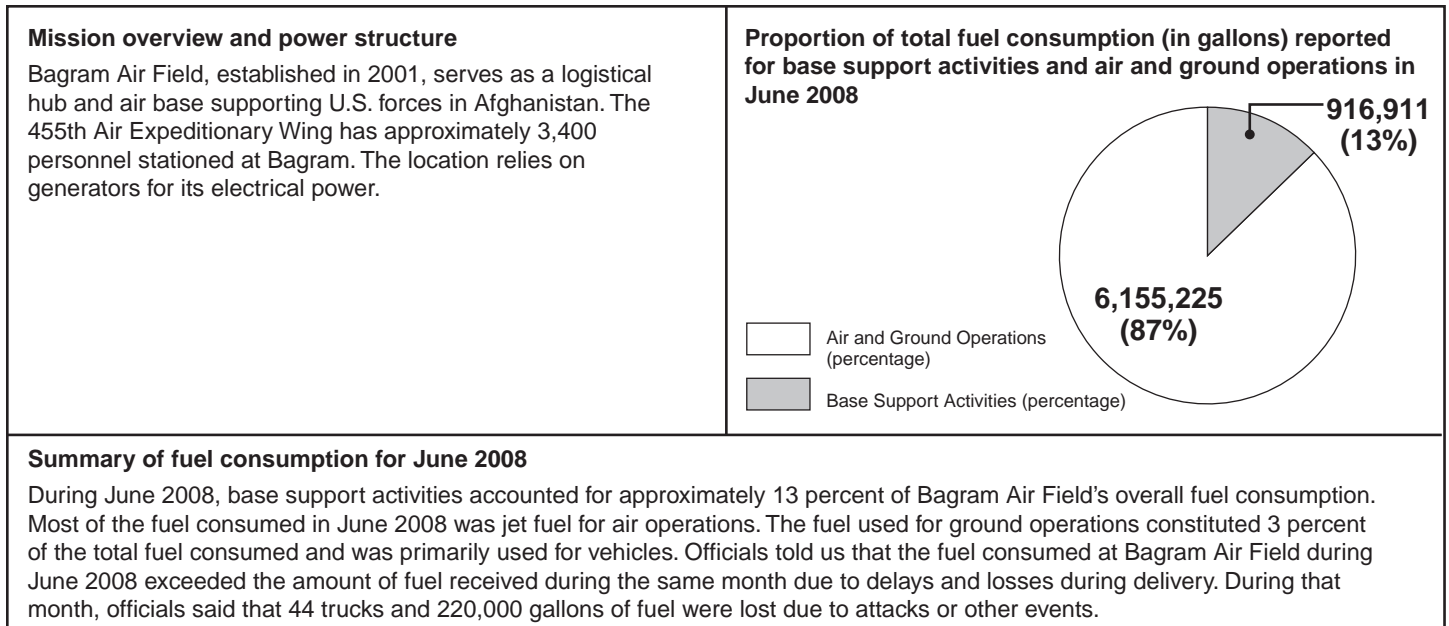 Mission overview and power structure
Bagram Air Field, established in 2001, serves as a logistical
hub and air base supporting U.S. forces in Afghanistan. The
455th Air Expeditionary Wing has approximately 3,400
personnel stationed at Bagram. The location relies on
generators for its electrical power.
Proportion of total fuel consumption (in gallons) reported
for base support activities and air and ground operations in
June 2008
916,911
(13%)
6,155,225
(87%)
Air and Ground Operations
(percentage)
Base Support Activities (percentage)
Summary of fuel consumption for June 2008
During June 2008, base support activities accounted for approximately 13 percent of Bagram Air Field's overall fuel consumption.
Most of the fuel consumed in June 2008 was jet fuel for air operations. The fuel used for ground operations constituted 3 percent
of the total fuel consumed and was primarily used for vehicles. Officials told us that the fuel consumed at Bagram Air Field during
June 2008 exceeded the amount of fuel received during the same month due to delays and losses during delivery. During that
month, officials said that 44 trucks and 220,000 gallons of fuel were lost due to attacks or other events.